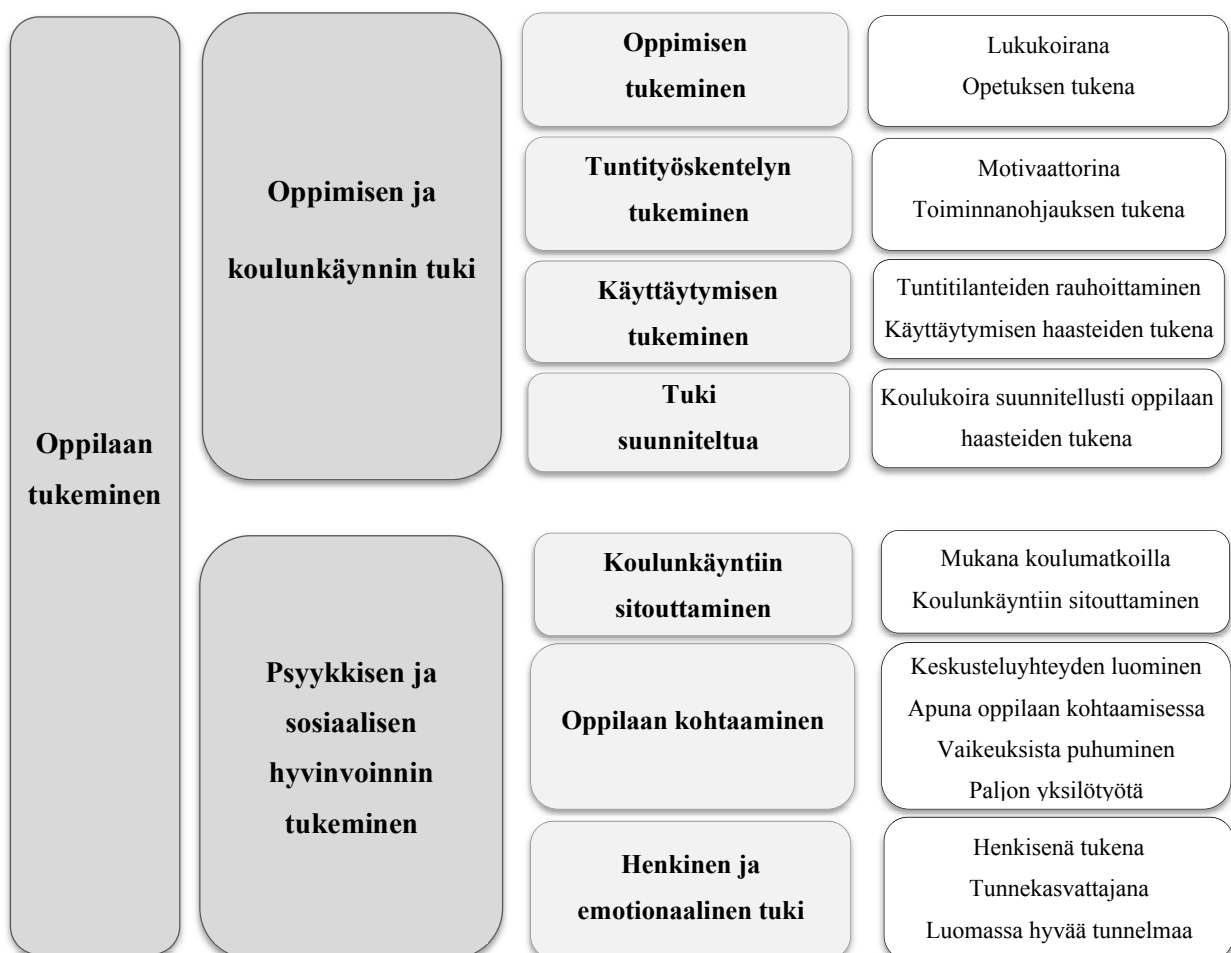 Oppilaan
tukeminen
Oppimisen ja
koulunkäynnin tuki
Oppimisen
tukeminen
Lukukoirana
Opetuksen tukena
Tuntityöskentelyn
tukeminen
Motivaattorina
Toiminnanohjauksen tukena
Käyttäytymisen
tukeminen
Tuntitilanteiden rauhoittaminen
Käyttäytymisen haasteiden tukena
Tuki
suunniteltua
Koulukoira suunnitellusti oppilaan
haasteiden tukena
Psyykkisen ja
sosiaalisen
hyvinvoinnin
tukeminen
Koulunkäyntiin
sitouttaminen
Mukana koulumatkoilla
Koulunkäyntiin sitouttaminen
Oppilaan kohtaaminen
Keskusteluyhteyden luominen
Apuna oppilaan kohtaamisessa
Vaikeuksista puhuminen
Paljon yksilötyötä
Henkinen ja
emotionaalinen tuki
Henkisenä tukena
Tunnekasvattajana
Luomassa hyvää tunnelmaa